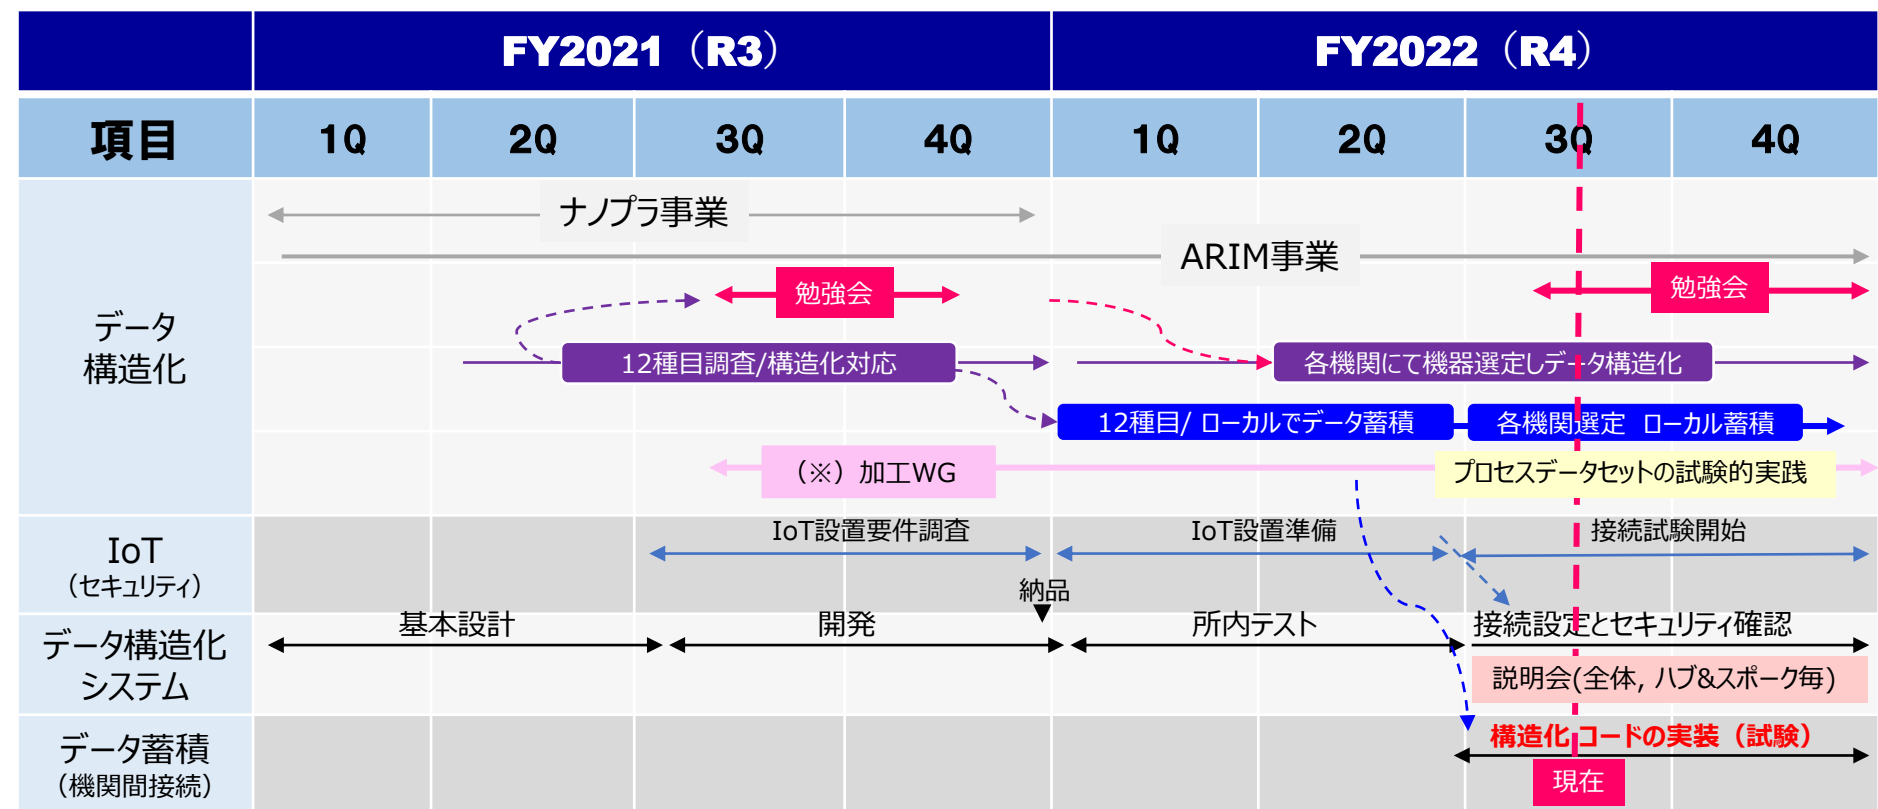 FY2021（R3）
FY2022（R4）
項目
1Q
2Q
3Q
4Q
1Q
2Q
3Q
4Q
データ
構造化
ナノプラ事業
ARIM事業
勉強会
勉強会
12種目調査/構造化対応
各機関にて機器選定しデータ構造化
12種目/ ローカルでデータ蓄積
各機関選定 ローカル蓄積
（※）加工WG
プロセスデータセットの試験的実践
IoT
（セキュリティ）
IoT設置要件調査
IoT設置準備
接続試験開始
納品
データ構造化
システム
基本設計
開発
所内テスト
接続設定とセキュリティ確認
説明会(全体, ハブ&スポーク毎)
データ蓄積
（機関間接続）
構造化コードの実装（試験）
現在